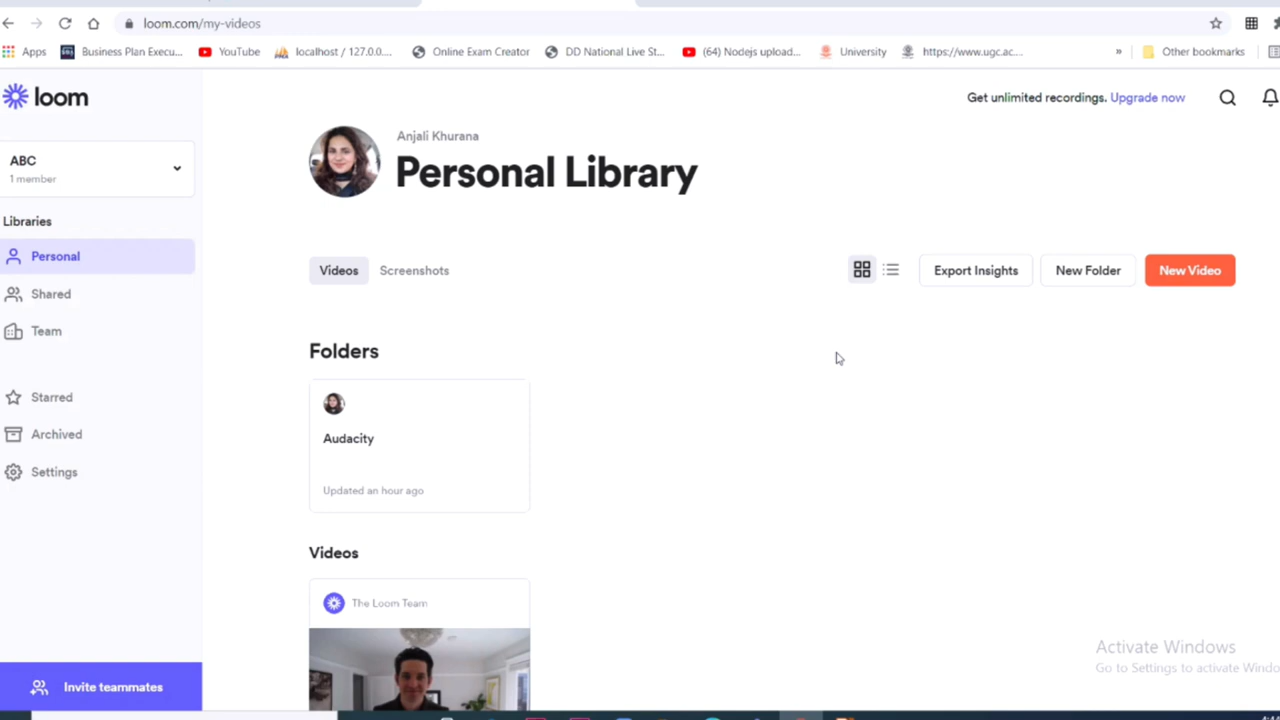 loom.com/my-videos
Apps
Business Plan Execu...
YouTube
localhost / 127.0.0....
Online Exam Creator
DD National Live St...
(64) Nodejs upload...
University
https://www.ugc.ac....
»
Other bookmarks
loom
Get unlimited recordings. Upgrade now
ABC
1 member
Anjali Khurana
Personal Library
Libraries
Personal
Shared
Team
Starred
Archived
Settings
Videos
Screenshots
Export Insights
New Folder
New Video
Folders
Audacity
Updated an hour ago
Videos
The Loom Team
Activate Windows
Go to Settings to activate Windo
Invite teammates